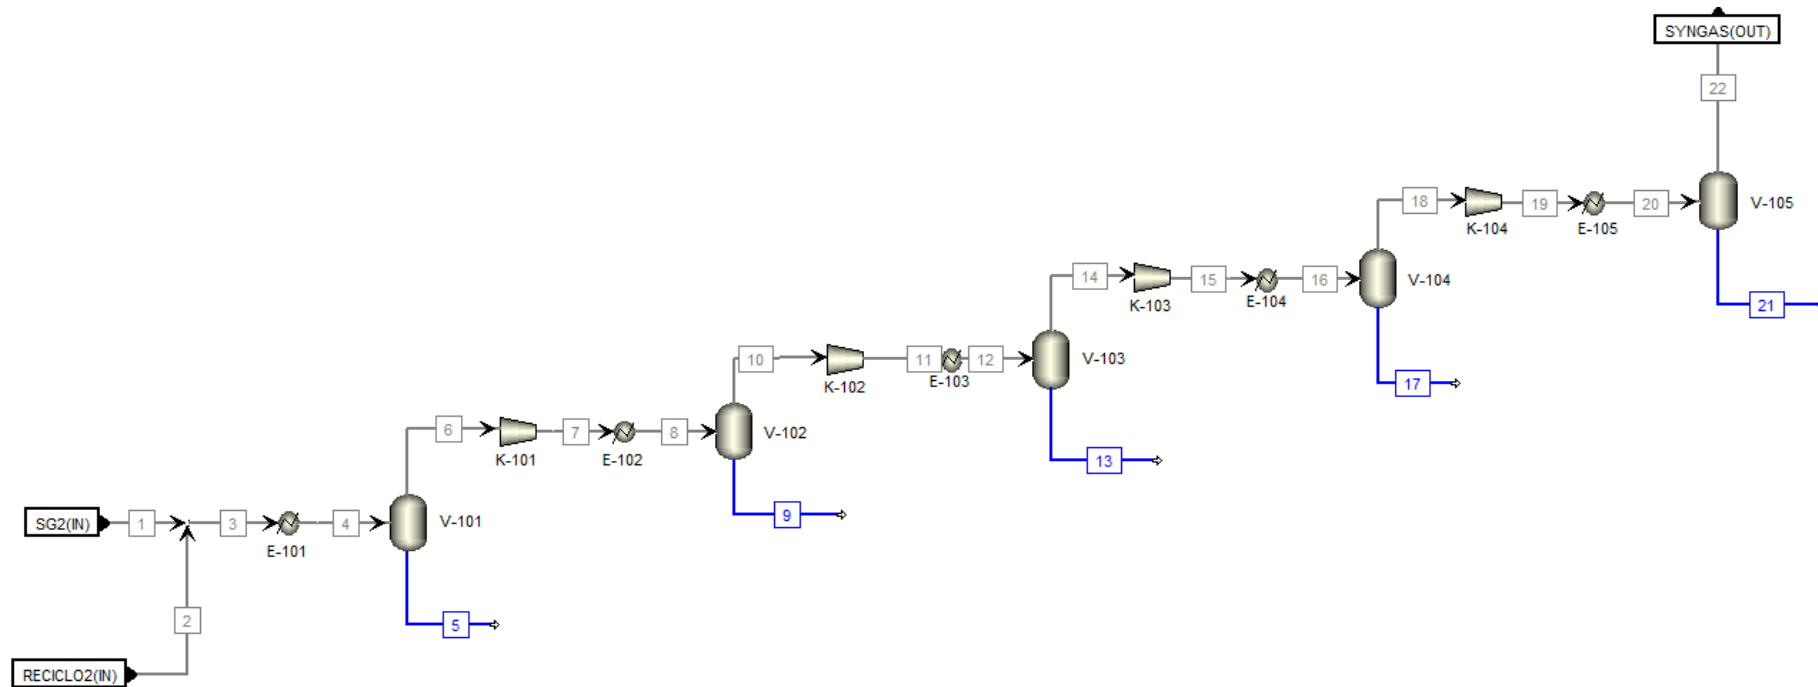 SYNGAS(OUT)
22
18
19
20
V-105
K-104
E-105
14
15
16
V-104
K-103
E-104
21
10
11
12
V-103
K-102
E-103
17
6
7
8
V-102
K-101
E-102
13
SG2(IN)
1
3
4
V-101
E-101
9
2
5
RECICLO2(IN)